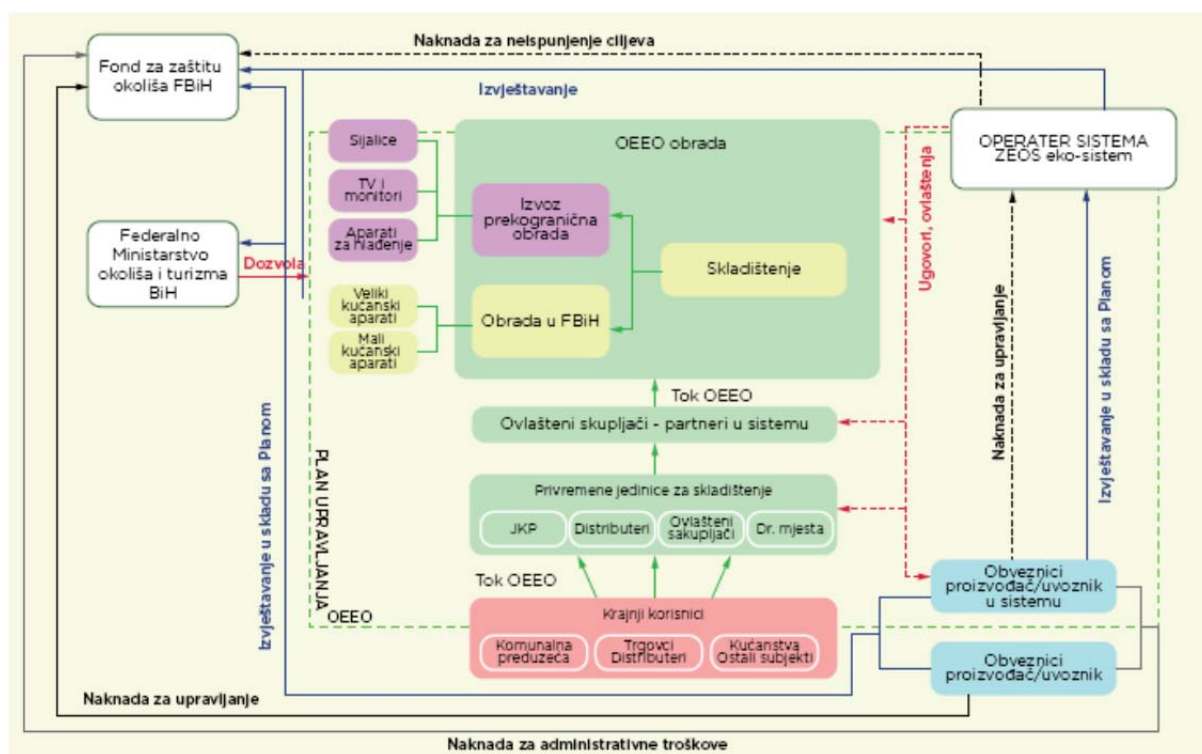 Naknada za neispunjenje ciljeva
Fond za zaštitu
okoliša FBiH
Izvještavanje
OPERATER SISTEMA
ZEOS eko-sistem
Sijalice
TV i
monitori
Aparati
za hlađenje
OEEO obrada
Izvoz
prekogranična
obrada
Skladištenje
Ugovori, ovlaštenja
Federalno
Ministarstvo
okoliša i turizma
BiH
Dozvola
Veliki
kućanski
aparati
Mali
kućanski
aparati
Obrada u FBiH
Tok OEEO
Ovlašteni skupljači - partneri u sistemu
Naknada za upravljanje
Izvještavanje u skladu sa Planom
Izvještavanje u skladu sa Planom
PLAN UPRAVLJANJA
OEEO
Privremene jedinice za skladištenje
JKP
Distributeri
Ovlašteni
sakupljači
Dr. mjesta
Tok OEEO
Krajnji korisnici
Komunalna
preduzeća
Trgovci
Distributeri
Kućanstva
Ostali subjekti
Obveznici
proizvođač/uvoznik
u sistemu
Obveznici
proizvođač/uvoznik
Naknada za upravljanje
Naknada za administrativne troškove